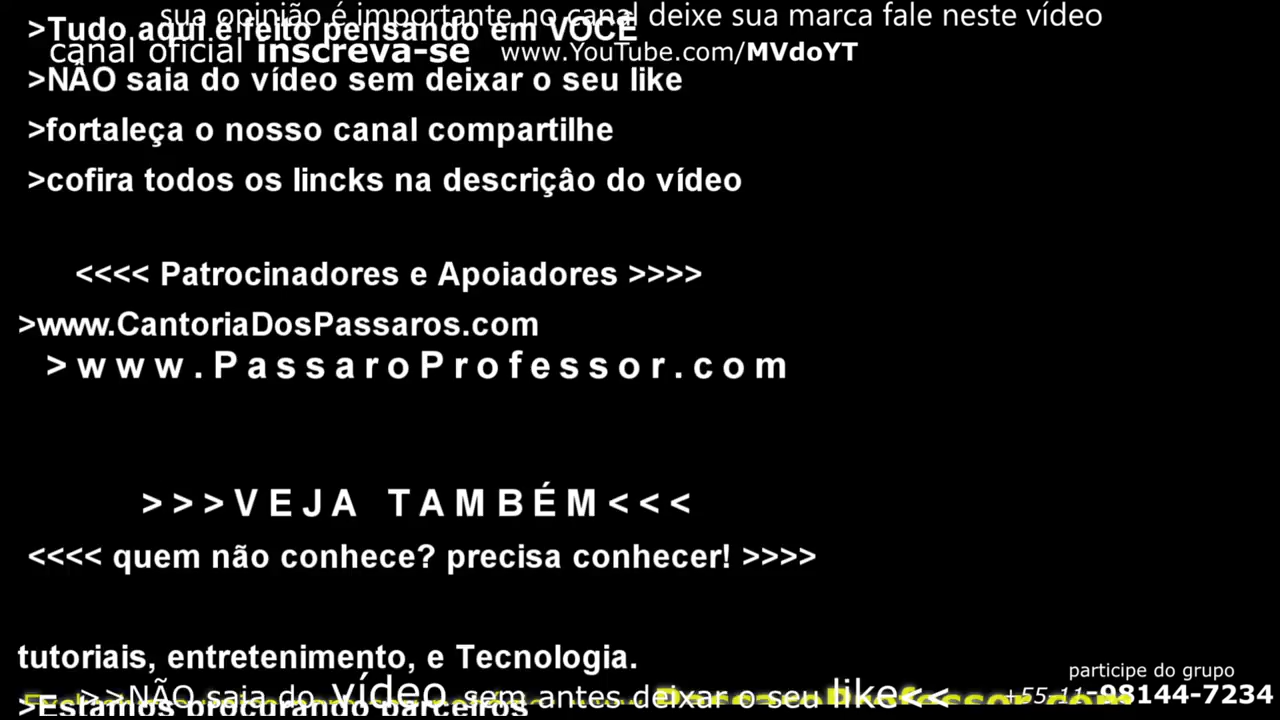 sua opinião é importante no canal deixe sua marca fale neste vídeo
>Tudo aqui é feito pensando em VOCÊ
canal oficial inscreva-se www.YouTube.com/MVdoYT
>NÂO saia do vídeo sem deixar o seu like
>fortaleça o nosso canal compartilhe
>cofira todos os lincks na descriçâo do vídeo
<<<< Patrocinadores e Apoiadores >>>>
>www.CantoriaDosPassaros.com
>www.PassaroProfessor.com
>>>VEJA TAMBÉM<<<
<<<< quem não conhece? precisa conhecer! >>>>
tutoriais, entretenimento, e Tecnologia.
participe do grupo
>>NÃO saia do vídeo sem antes deixar o seu like<<
+55-11-98144-7234
>Estamos procurando parceiros